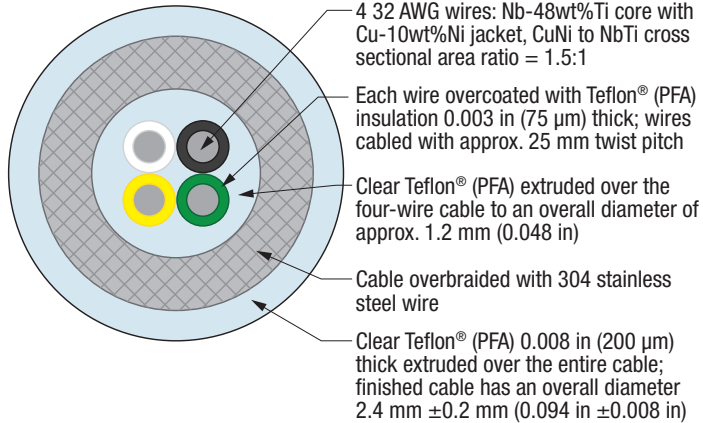 4 32 AWG wires: Nb-48wt%Ti core with
Cu-10wt%Ni jacket, CuNi to NbTi cross
sectional area ratio = 1.5:1
Each wire overcoated with Teflon® (PFA)
insulation 0.003 in (75 µm) thick; wires
cabled with approx. 25 mm twist pitch
Clear Teflon® (PFA) extruded over the
four-wire cable to an overall diameter of
approx. 1.2 mm (0.048 in)
Cable overbraided with 304 stainless
steel wire
Clear Teflon® (PFA) 0.008 in (200 µm)
thick extruded over the entire cable;
finished cable has an overall diameter
2.4 mm ±0.2 mm (0.094 in ±0.008 in)